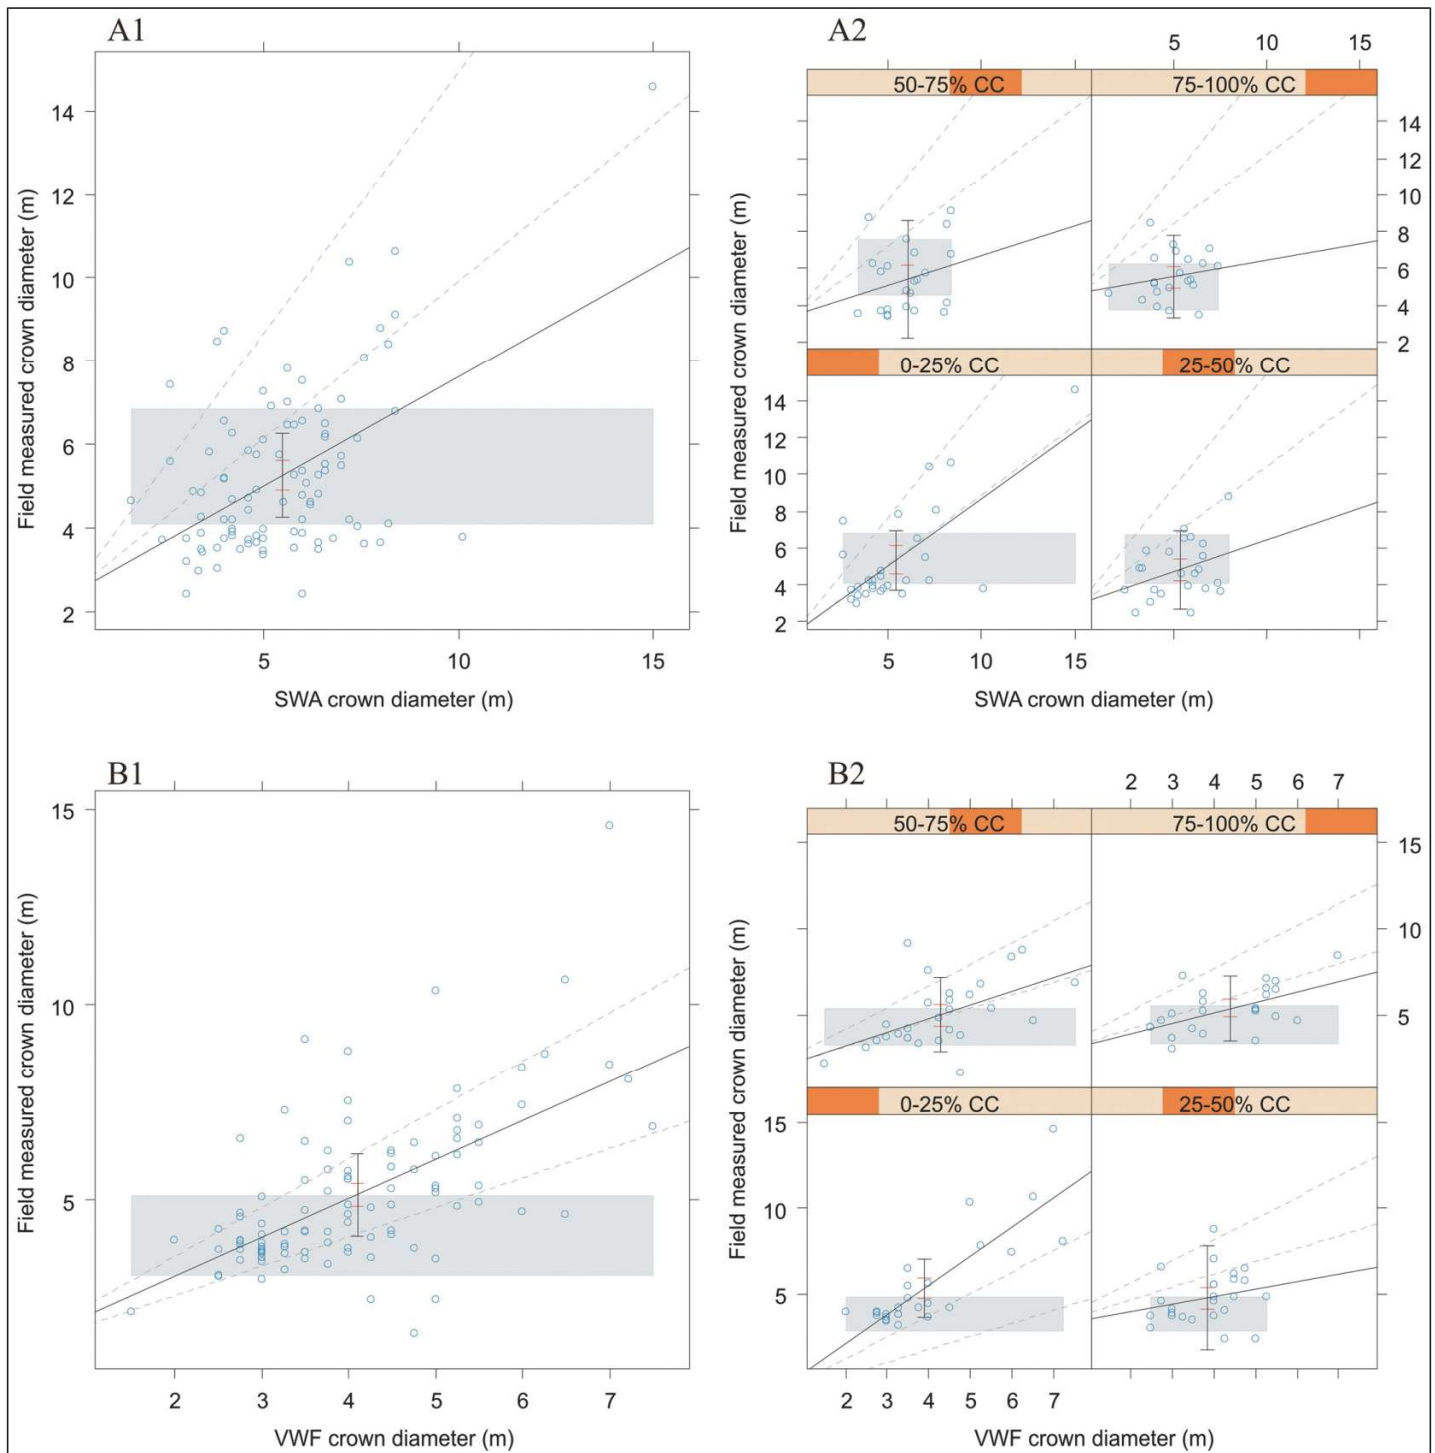 A1
A2
5 10 15
14
12
10
8
6
4
2
Field measured crown diameter (m)
5 10 15
SWA crown diameter (m)
50-75% CC
75-100% CC
14
12
10
8
6
4
2
0-25% CC
25-50% CC
14
12
10
8
6
4
2
Field measured crown diameter (m)
5 10 15
SWA crown diameter (m)
B1
B2
2 3 4 5 6 7
15
10
5
Field measured crown diameter (m)
2 3 4 5 6 7
VWF crown diameter (m)
50-75% CC
75-100% CC
15
10
5
0-25% CC
25-50% CC
15
10
5
Field measured crown diameter (m)
2 3 4 5 6 7
VWF crown diameter (m)